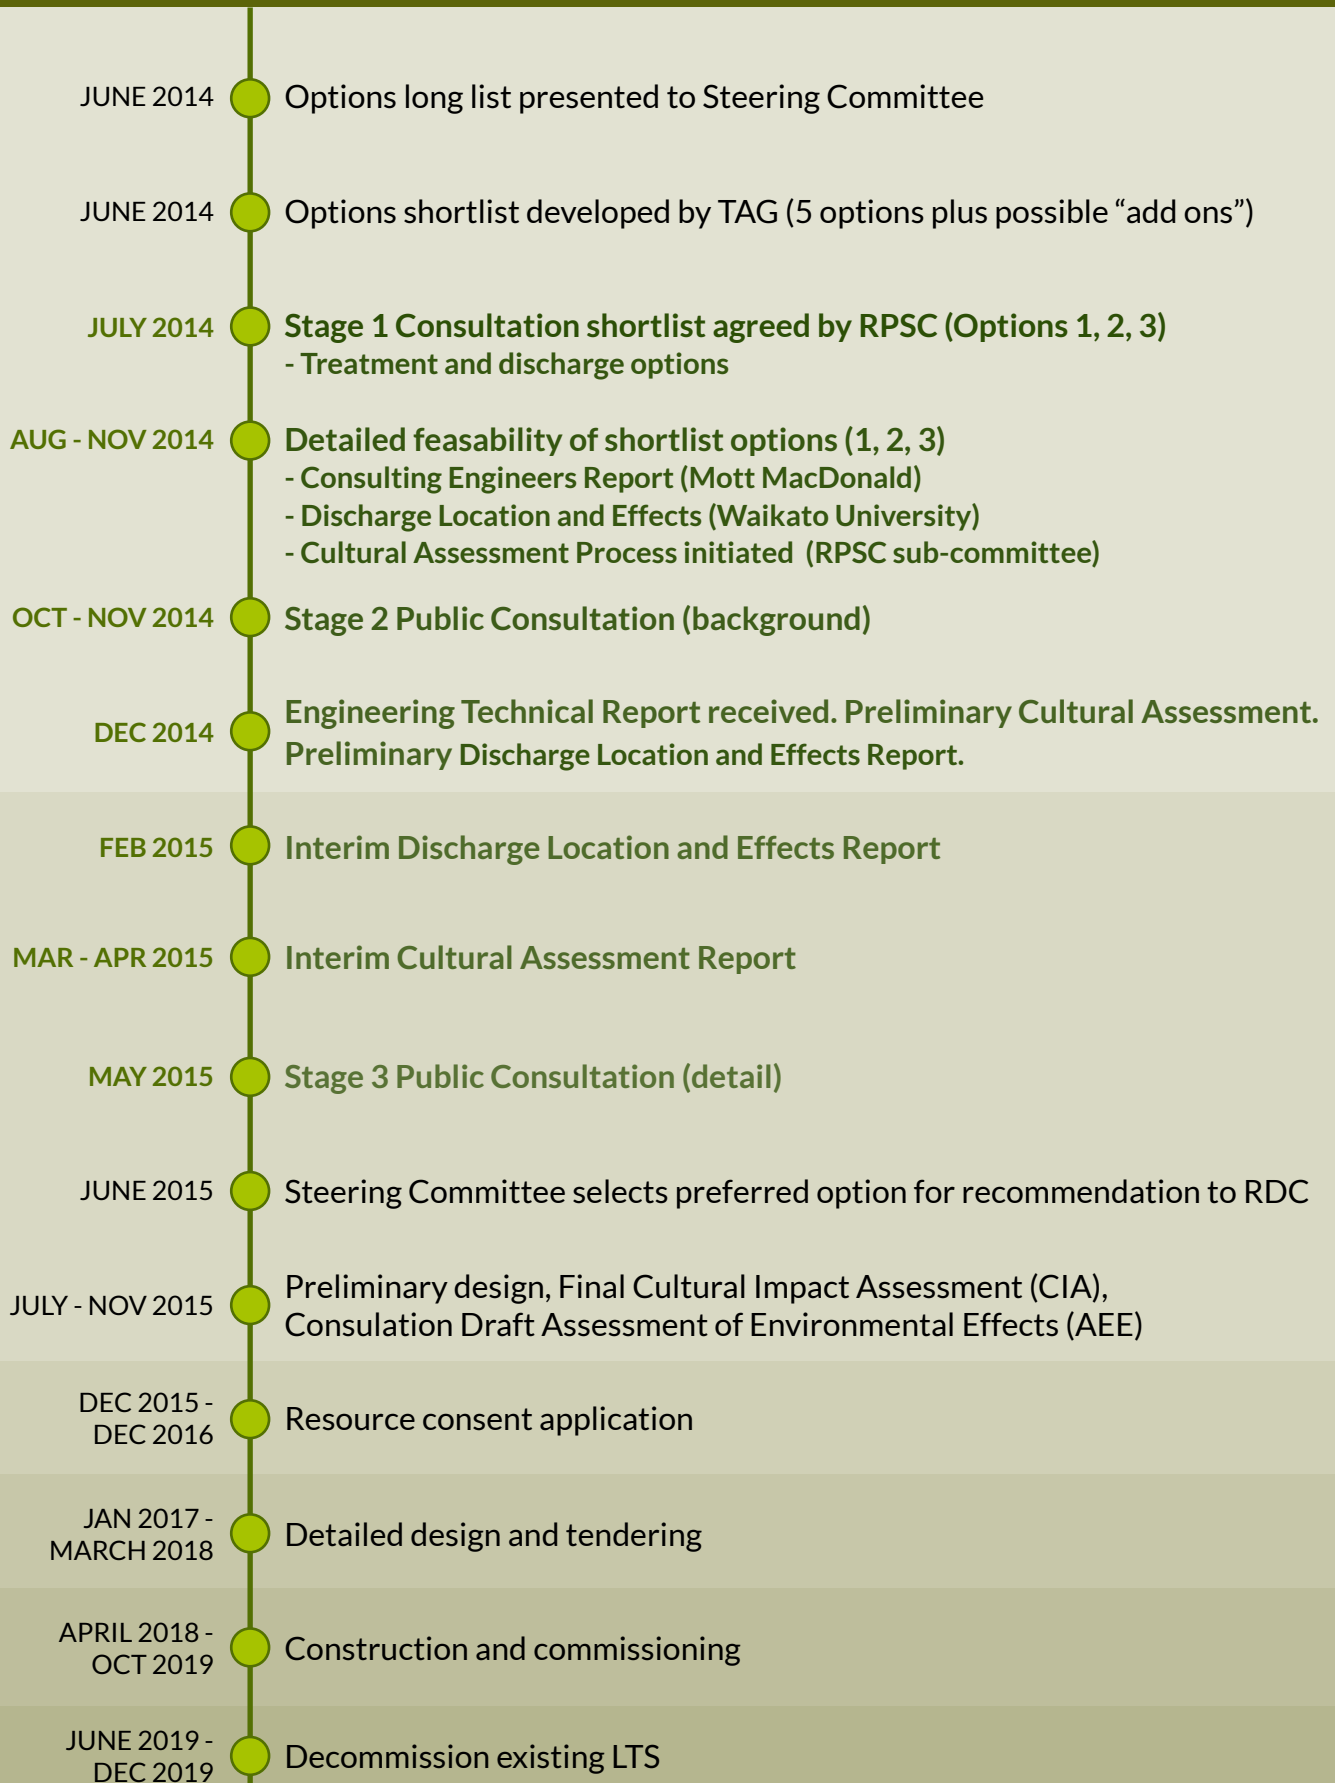 JUNE 2014
Options long list presented to Steering Committee
JUNE 2014
Options shortlist developed by TAG (5 options plus possible “add ons”)
JULY 2014
Stage 1 Consultation shortlist agreed by RPSC (Options 1, 2, 3)
- Treatment and discharge options
AUG - NOV 2014
Detailed feasability of shortlist options (1, 2, 3)
- Consulting Engineers Report (Mott MacDonald)
- Discharge Location and Effects (Waikato University)
- Cultural Assessment Process initiated (RPSC sub-committee)
OCT - NOV 2014
Stage 2 Public Consultation (background)
DEC 2014
Engineering Technical Report received. Preliminary Cultural Assessment.
Preliminary Discharge Location and Effects Report.
FEB 2015
Interim Discharge Location and Effects Report
MAR - APR 2015
Interim Cultural Assessment Report
MAY 2015
Stage 3 Public Consultation (detail)
JUNE 2015
Steering Committee selects preferred option for recommendation to RDC
JULY - NOV 2015
Preliminary design, Final Cultural Impact Assessment (CIA),
Consulation Draft Assessment of Environmental Effects (AEE)
DEC 2015 -
DEC 2016
Resource consent application
JAN 2017 -
MARCH 2018
Detailed design and tendering
APRIL 2018 -
OCT 2019
Construction and commissioning
JUNE 2019 -
DEC 2019
Decommission existing LTS